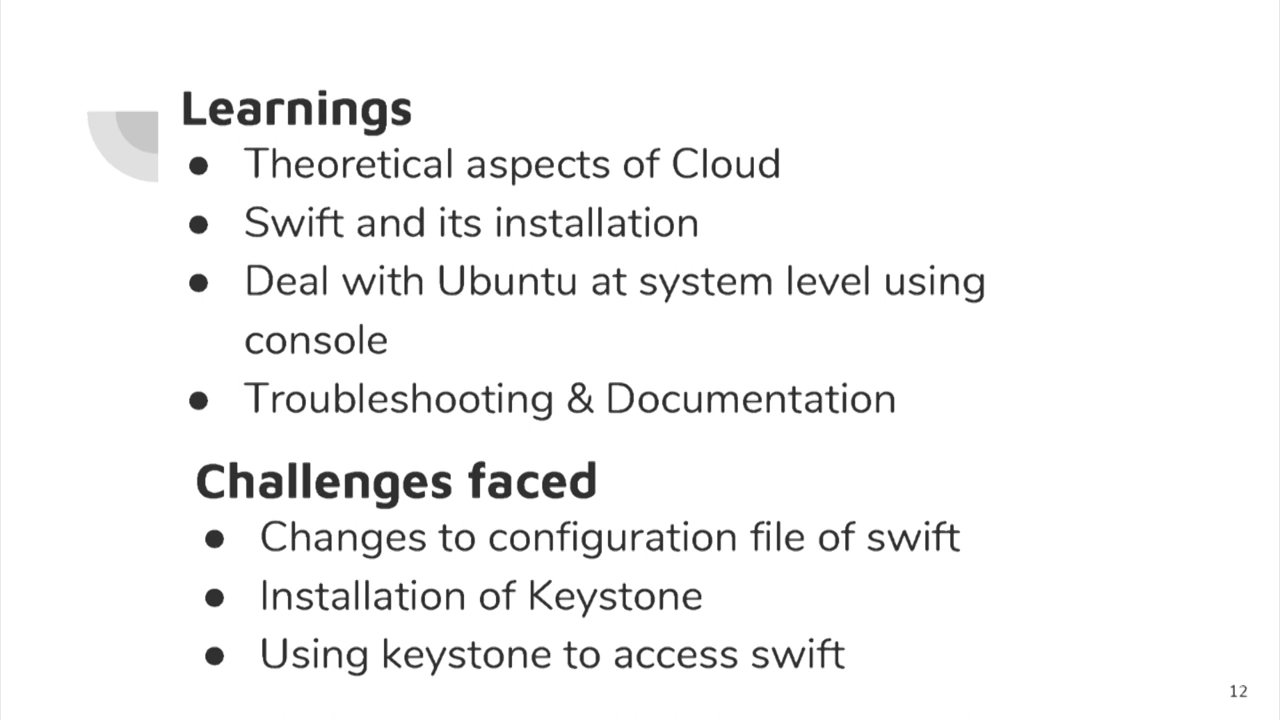 Learnings
● Theoretical aspects of Cloud
● Swift and its installation
● Deal with Ubuntu at system level using
console
● Troubleshooting & Documentation
Challenges faced
● Changes to configuration file of swift
● Installation of Keystone
● Using keystone to access swift
12